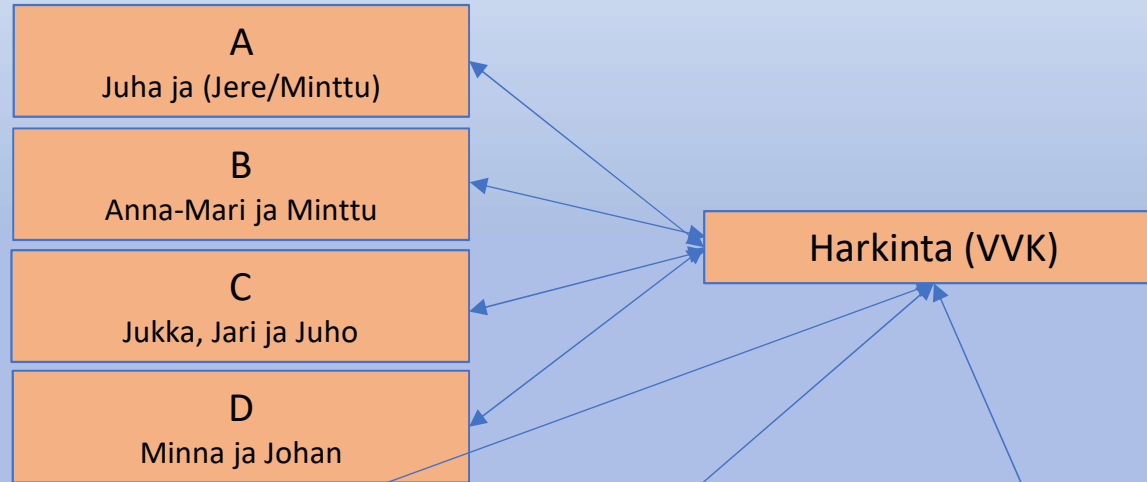 A
Juha ja (Jere/Minttu)
B
Anna-Mari ja Minttu
C
Jukka, Jari ja Juho
D
Minna ja Johan
Harkinta (VVK)